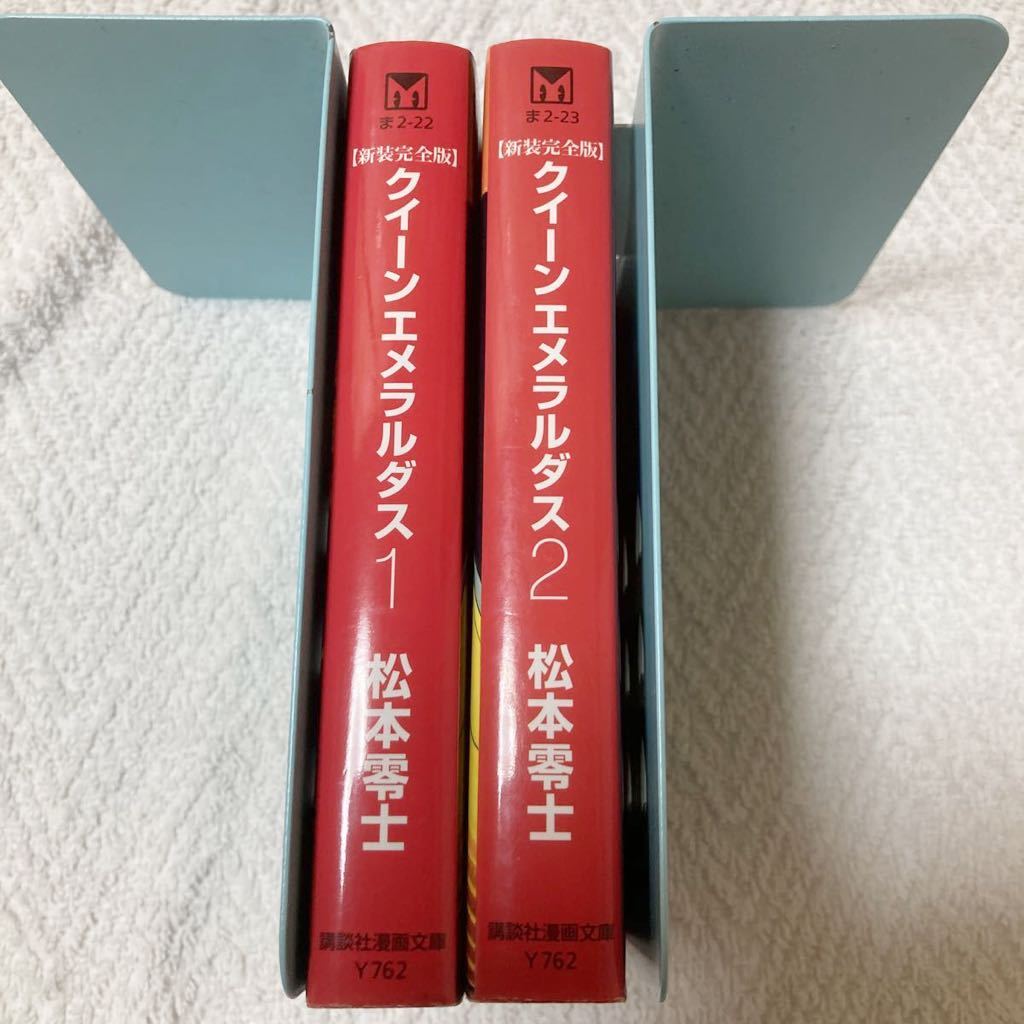 ま2-22
【新装完全版】
クイーンエメラルダス1
松本零士
講談社漫画文庫
Y762
ま2-23
【新装完全版】
クイーンエメラルダス2
松本零士
講談社漫画文庫
Y762